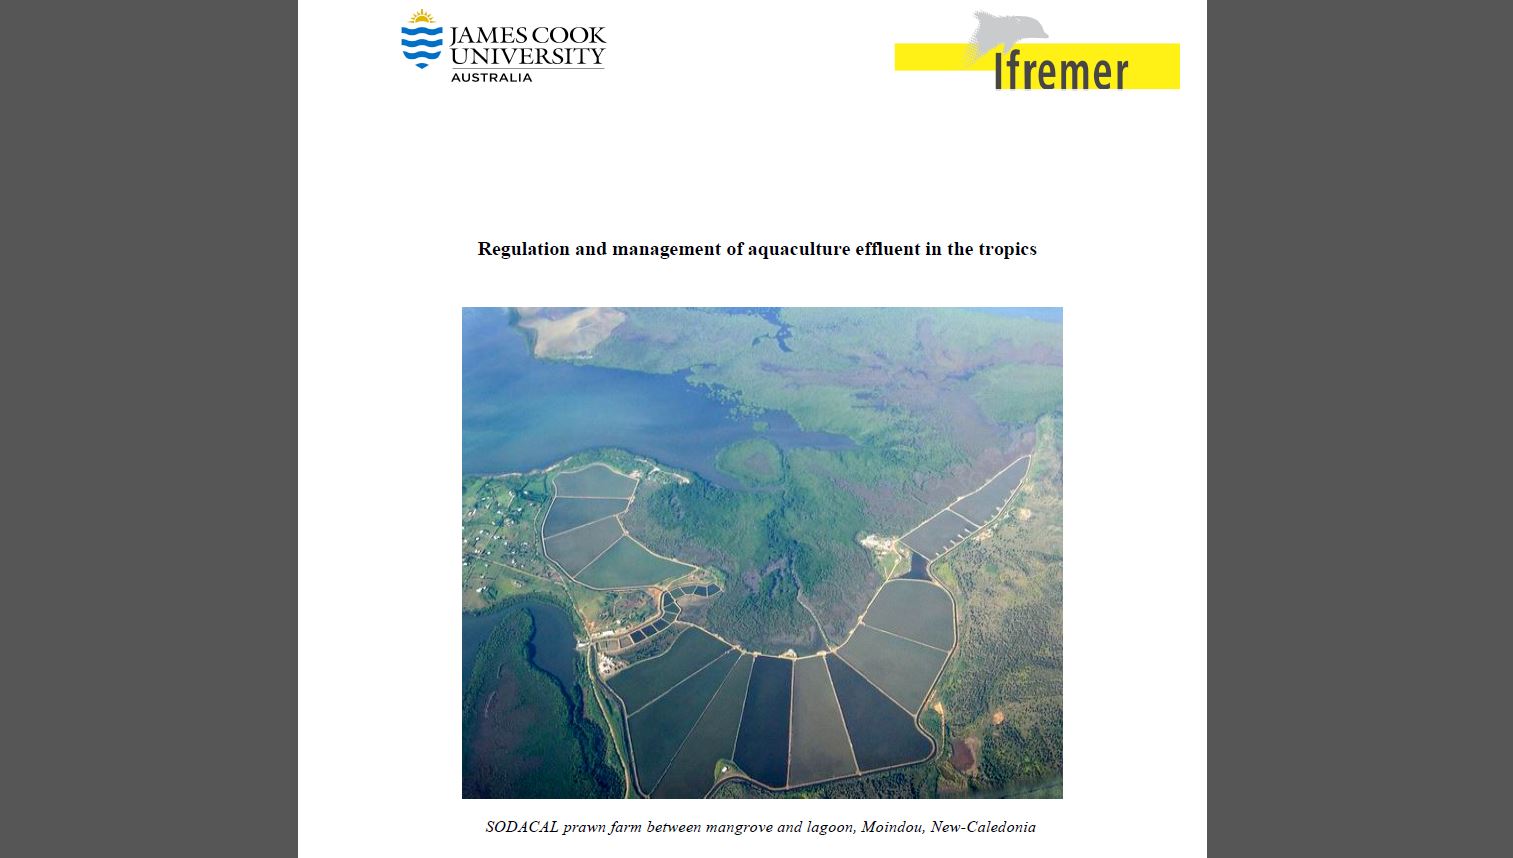 JAMES COOK
UNIVERSITY
AUSTRALIA
Ifremer
Regulation and management of aquaculture effluent in the tropics
SODACAL prawn farm between mangrove and lagoon, Moindou, New-Caledonia